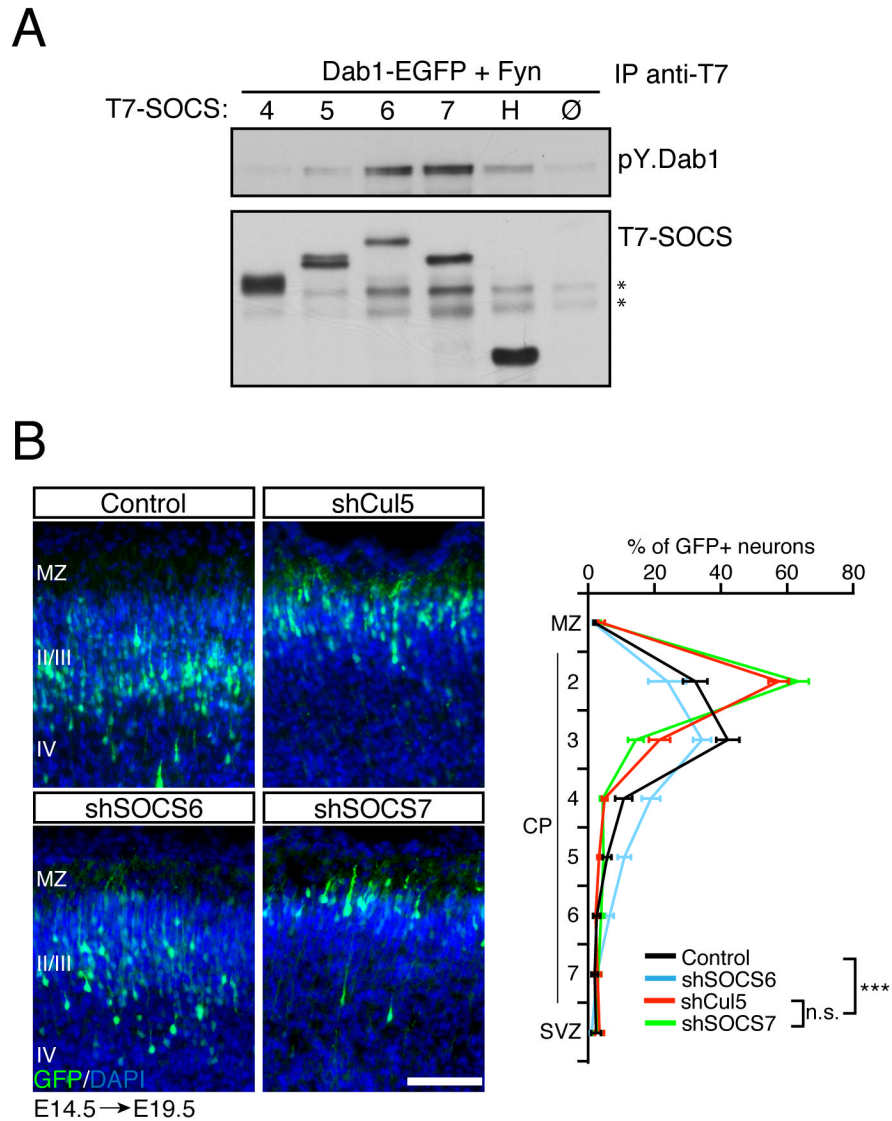 A
Dab1-EGFP + Fyn
IP anti-T7
T7-SOCS: 4 5 6 7 H Ø
pY.Dab1
T7-SOCS
*
*
B
Control
shCul5
MZ
II/III
IV
shSOCS6
shSOCS7
MZ
II/III
IV
GFP/DAPI
E14.5→E19.5
% of GFP+ neurons
0 20 40 60 80
MZ
2
3
4
CP
5
6
7
SVZ
Control
shSOCS6
shCul5
shSOCS7
***
n.s.